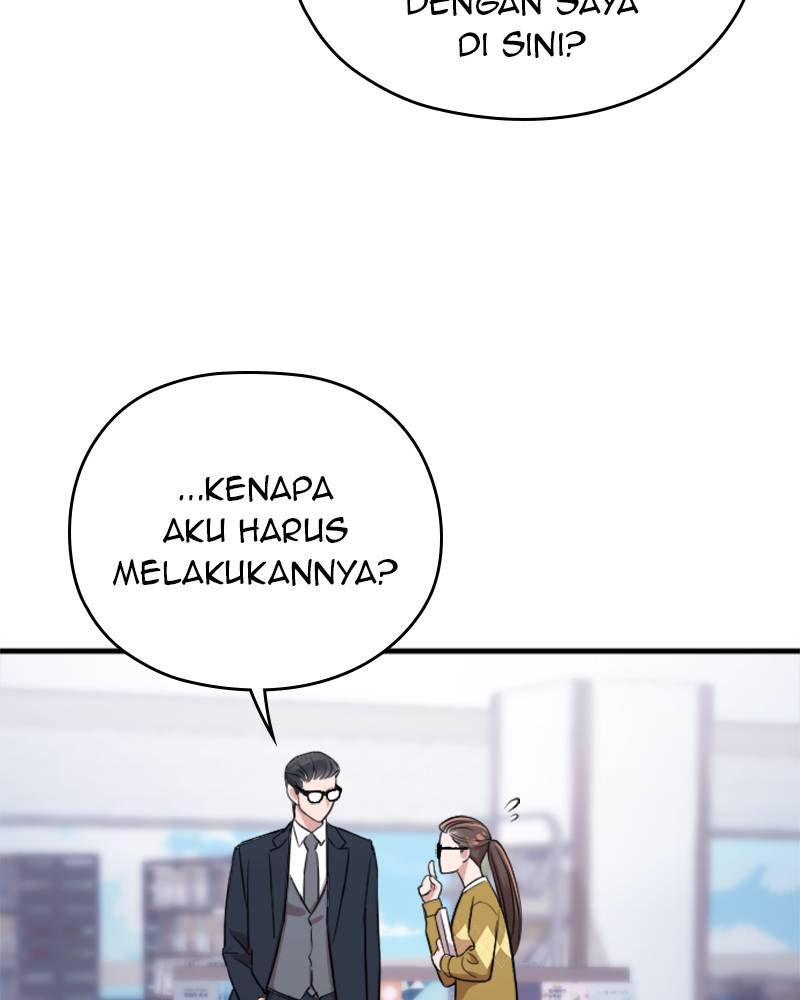 DENGAN SAYA
DI SINI?
...KENAPA
AKU HARUS
MELAKUKANNYA?